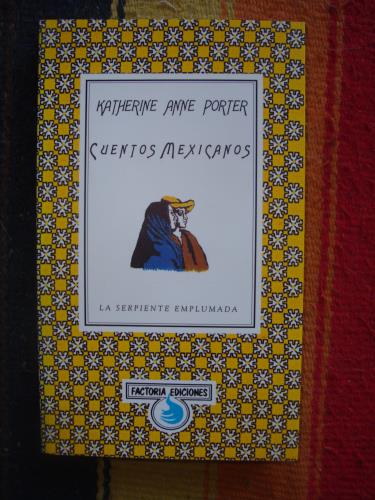 KATHERINE ANNE PORTER
CUENTOS MEXICANOS
LA SERPIENTE EMPLUMADA
FACTORIA EDICIONES